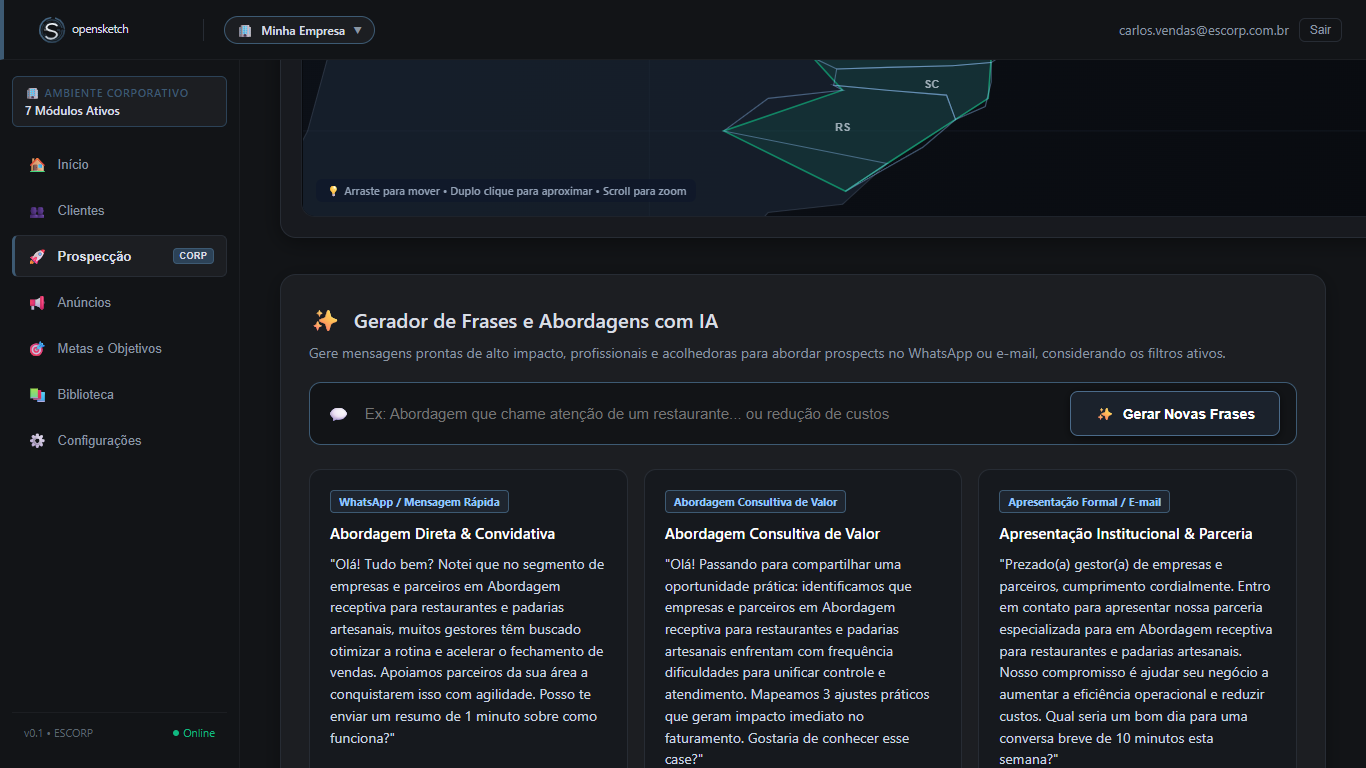 opensketch
Minha Empresa ▼
carlos.vendas@escorp.com.br
Sair
AMBIENTE CORPORATIVO
7 Módulos Ativos
Início
Clientes
Prospecção
CORP
Anúncios
Metas e Objetivos
Biblioteca
Configurações
v0.1 • ESCORP
Online
SC
RS
Arraste para mover • Duplo clique para aproximar • Scroll para zoom
Gerador de Frases e Abordagens com IA
Gere mensagens prontas de alto impacto, profissionais e acolhedoras para abordar prospects no WhatsApp ou e-mail, considerando os filtros ativos.
Ex: Abordagem que chame atenção de um restaurante... ou redução de custos
Gerar Novas Frases
WhatsApp / Mensagem Rápida
Abordagem Direta & Convidativa
"Olá! Tudo bem? Notei que no segmento de
empresas e parceiros em Abordagem
receptiva para restaurantes e padarias
artesanais, muitos gestores têm buscado
otimizar a rotina e acelerar o fechamento de
vendas. Apoiamos parceiros da sua área a
conquistarem isso com agilidade. Posso te
enviar um resumo de 1 minuto sobre como
funciona?"
Abordagem Consultiva de Valor
Abordagem Consultiva de Valor
"Olá! Passando para compartilhar uma
oportunidade prática: identificamos que
empresas e parceiros em Abordagem
receptiva para restaurantes e padarias
artesanais enfrentam com frequência
dificuldades para unificar controle e
atendimento. Mapeamos 3 ajustes práticos
que geram impacto imediato no
faturamento. Gostaria de conhecer esse
case?"
Apresentação Formal / E-mail
Apresentação Institucional & Parceria
"Prezado(a) gestor(a) de empresas e
parceiros, cumprimento cordialmente. Entro
em contato para apresentar nossa parceria
especializada para em Abordagem receptiva
para restaurantes e padarias artesanais.
Nosso compromisso é ajudar seu negócio a
aumentar a eficiência operacional e reduzir
custos. Qual seria um bom dia para uma
conversa breve de 10 minutos esta
semana?"